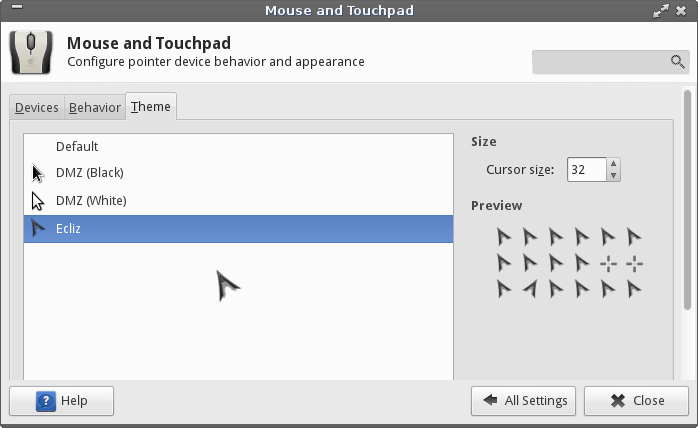 Mouse and Touchpad
Mouse and Touchpad
Configure pointer device behavior and appearance
Devices Behavior Theme
Default
DMZ (Black)
DMZ (White)
Ecliz
Size
Cursor size: 32
Preview
? Help
All Settings
Close